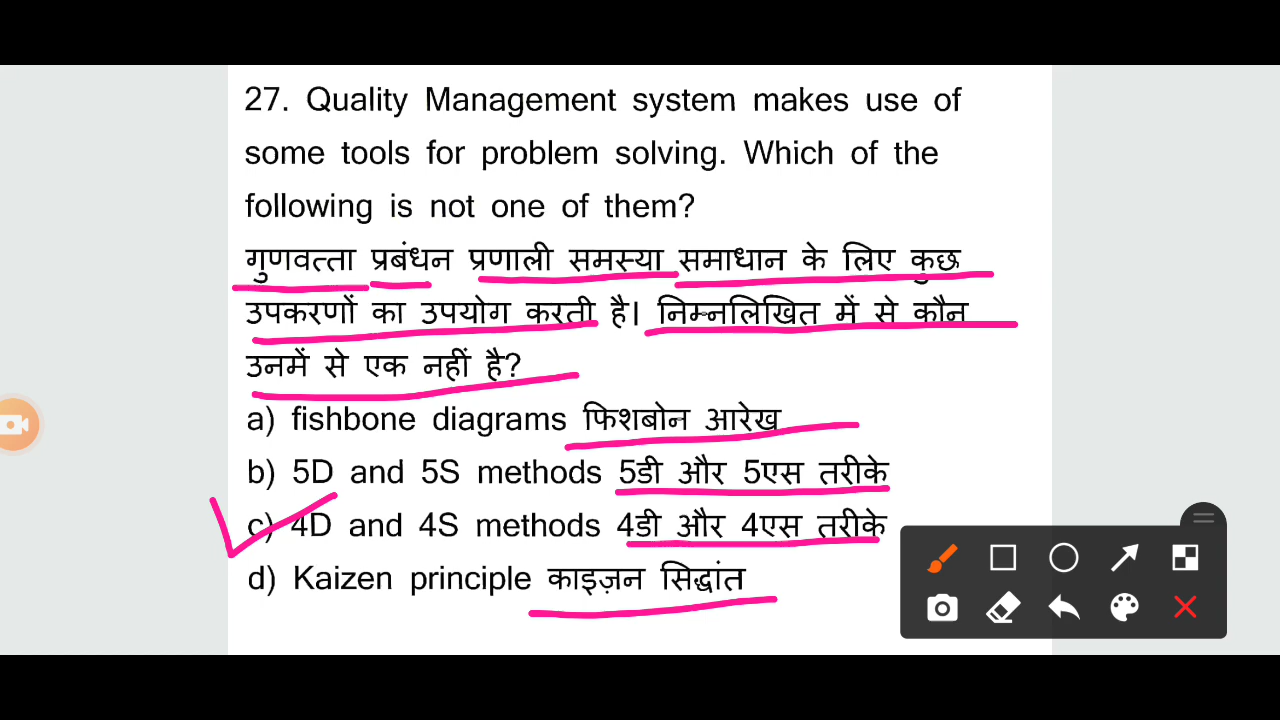 27. Quality Management system makes use of
some tools for problem solving. Which of the
following is not one of them?
गुणवत्ता प्रबंधन प्रणाली समस्या समाधान के लिए कुछ
उपकरणों का उपयोग करती है। निम्नलिखित में से कौन
उनमें से एक नहीं है?
a) fishbone diagrams फिशबोन आरेख
b) 5D and 5S methods 5डी और 5एस तरीके
c) 4D and 4S methods 4डी और 4एस तरीके
d) Kaizen principle काइज़न सिद्धांत